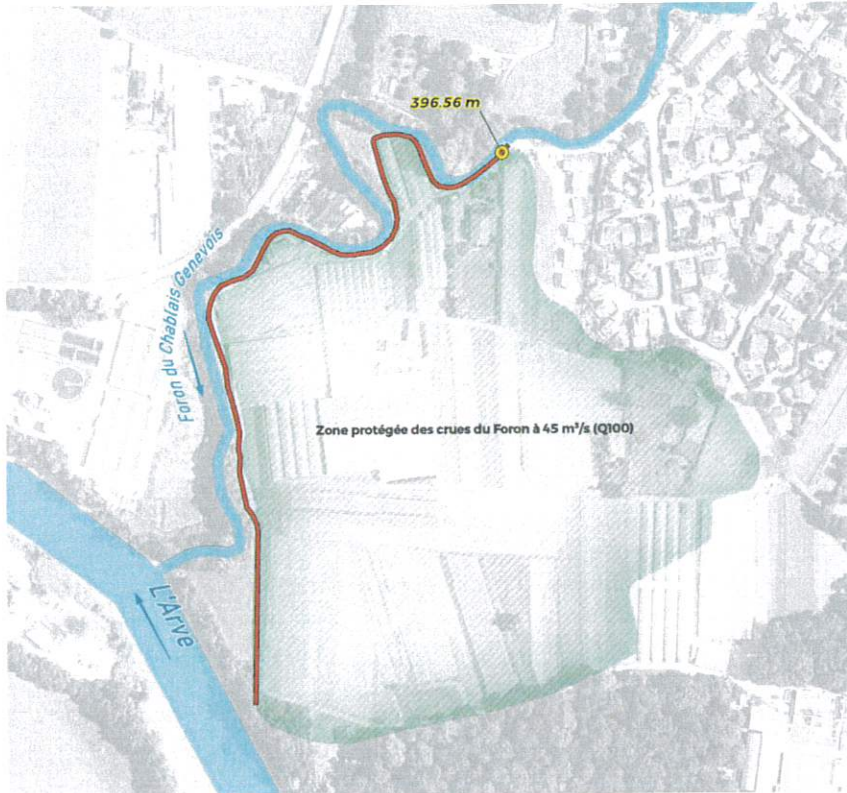 396.56 m
Foron du Chablais Genevois
Zone protégée des crues du Foron à 45 m³/s (Q100)
L'Arve